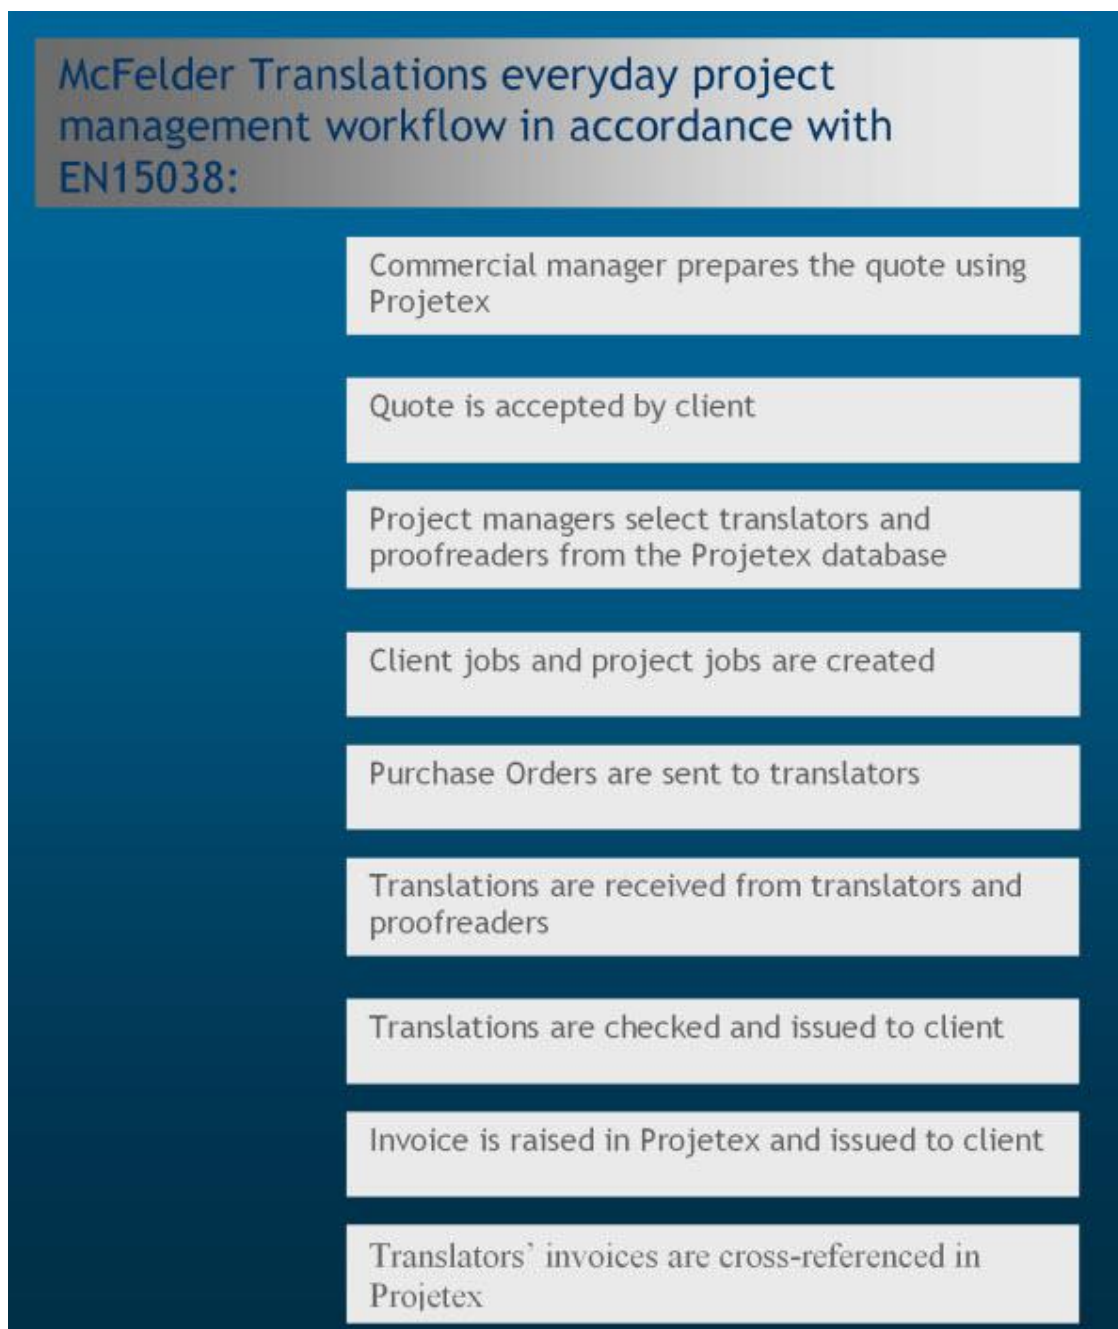 McFelder Translations everyday project
management workflow in accordance with
EN15038:
Commercial manager prepares the quote using
Projetex
Quote is accepted by client
Project managers select translators and
proofreaders from the Projetex database
Client jobs and project jobs are created
Purchase Orders are sent to translators
Translations are received from translators and
proofreaders
Translations are checked and issued to client
Invoice is raised in Projetex and issued to client
Translators` invoices are cross-referenced in
Projetex